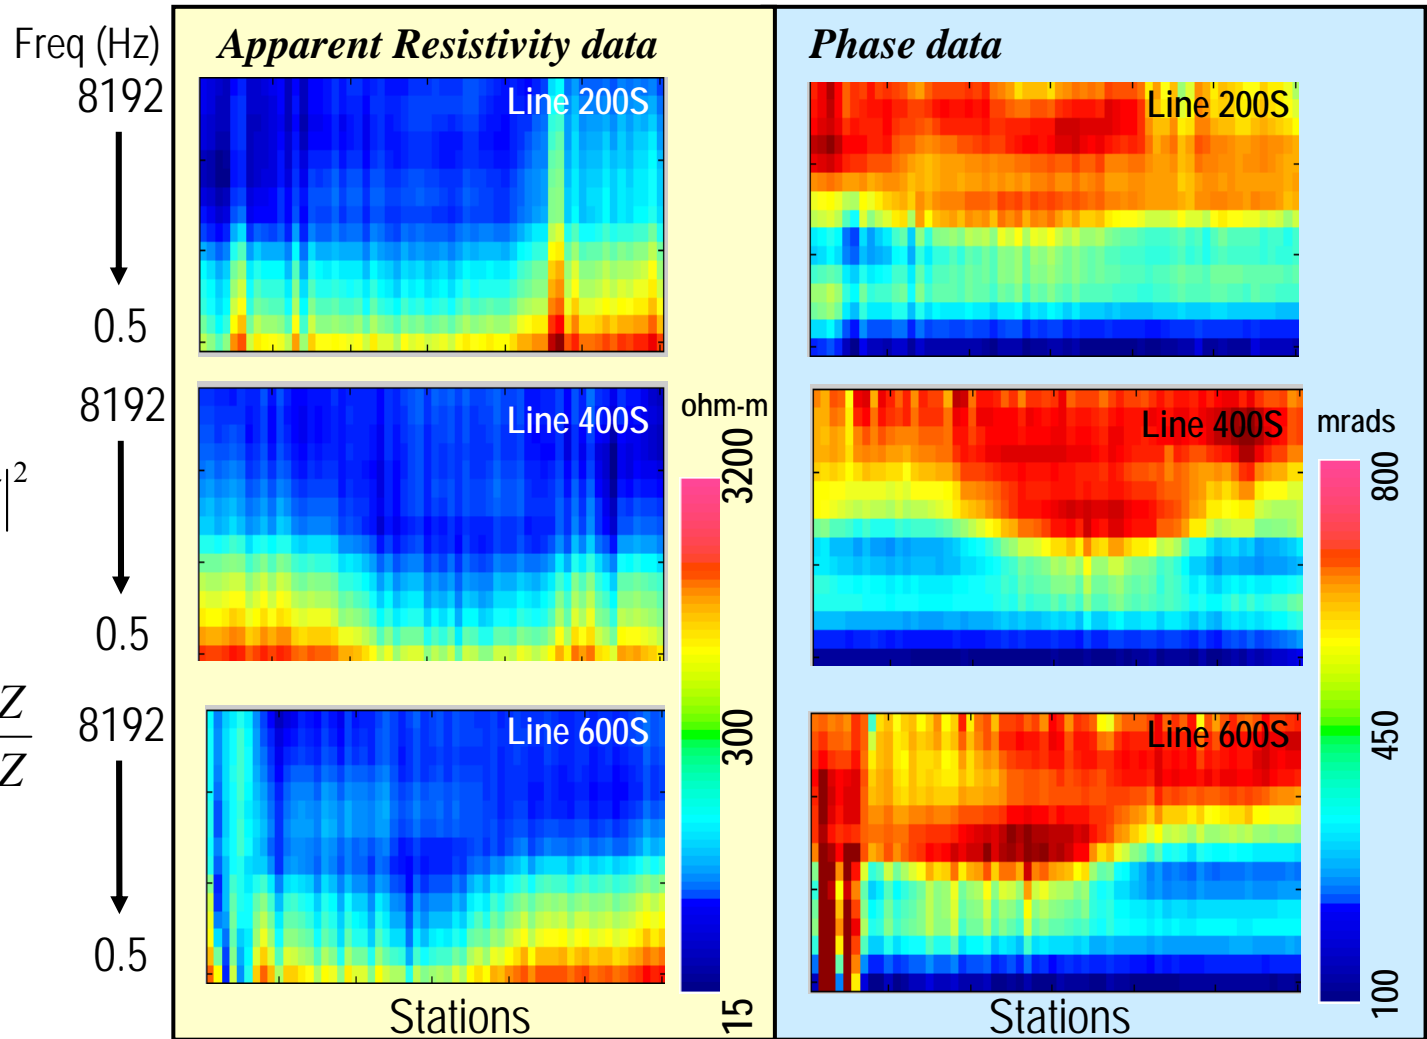 Freq (Hz)
Apparent Resistivity data
Phase data
8192
0.5
Line 200S
Line 200S
8192
0.5
Line 400S
Line 400S
ohm-m
3200
300
15
mrads
800
450
100
|²
Z
Z
8192
0.5
Line 600S
Line 600S
Stations
Stations